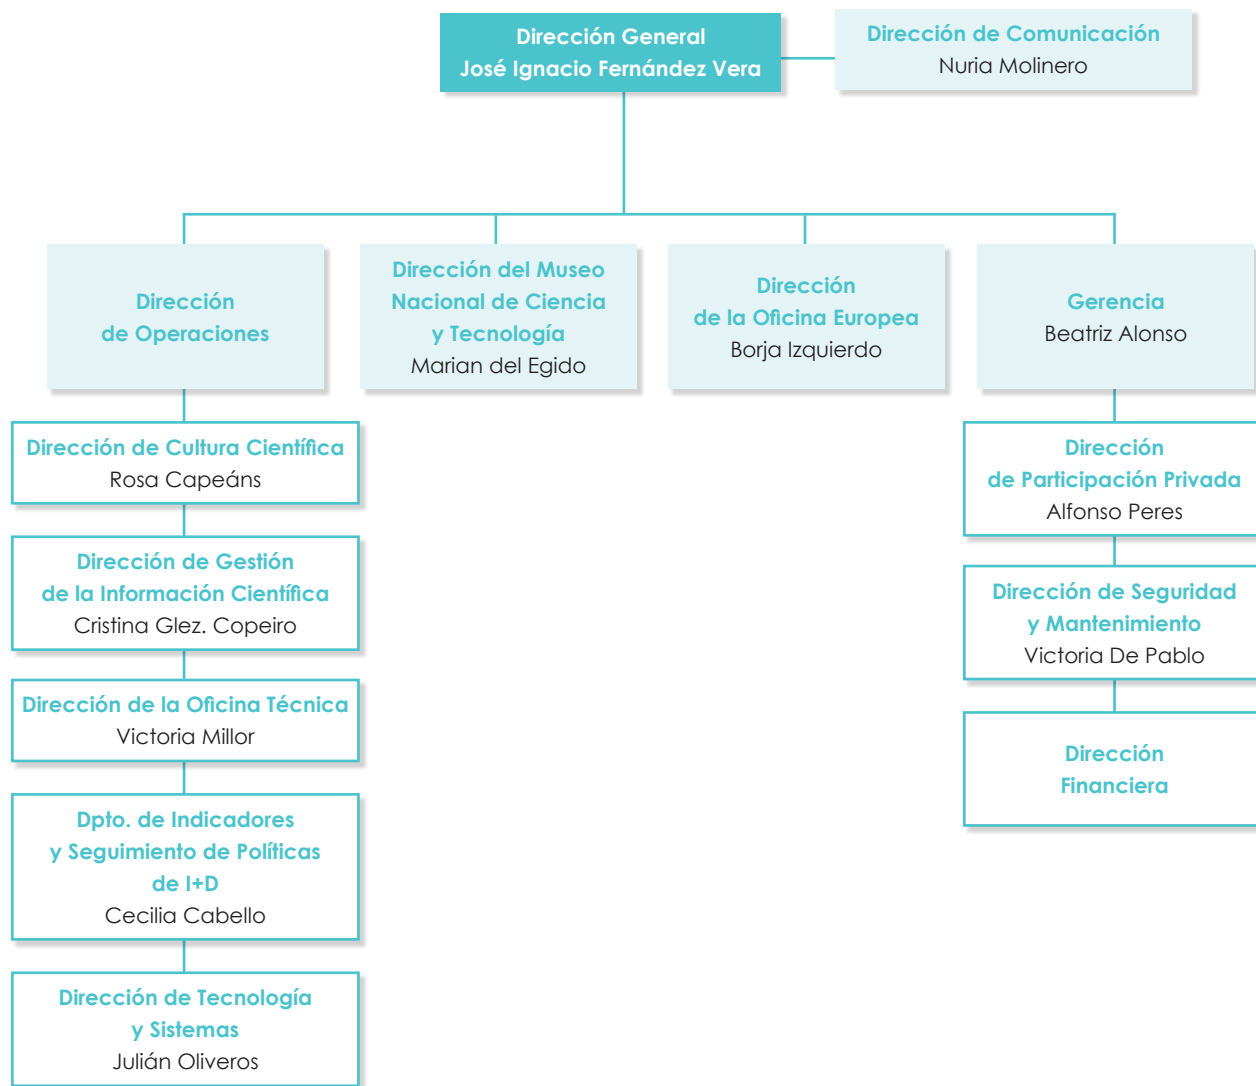 Dirección General
José Ignacio Fernández Vera
Dirección de Comunicación
Nuria Molinero
Dirección
de Operaciones
Dirección del Museo
Nacional de Ciencia
y Tecnología
Marian del Egido
Dirección
de la Oficina Europea
Borja Izquierdo
Gerencia
Beatriz Alonso
Dirección de Cultura Científica
Rosa Capeáns
Dirección de Gestión
de la Información Científica
Cristina Glez. Copeiro
Dirección de la Oficina Técnica
Victoria Millor
Dpto. de Indicadores
y Seguimiento de Políticas
de I+D
Cecilia Cabello
Dirección de Tecnología
y Sistemas
Julián Oliveros
Dirección
de Participación Privada
Alfonso Peres
Dirección de Seguridad
y Mantenimiento
Victoria De Pablo
Dirección
Financiera